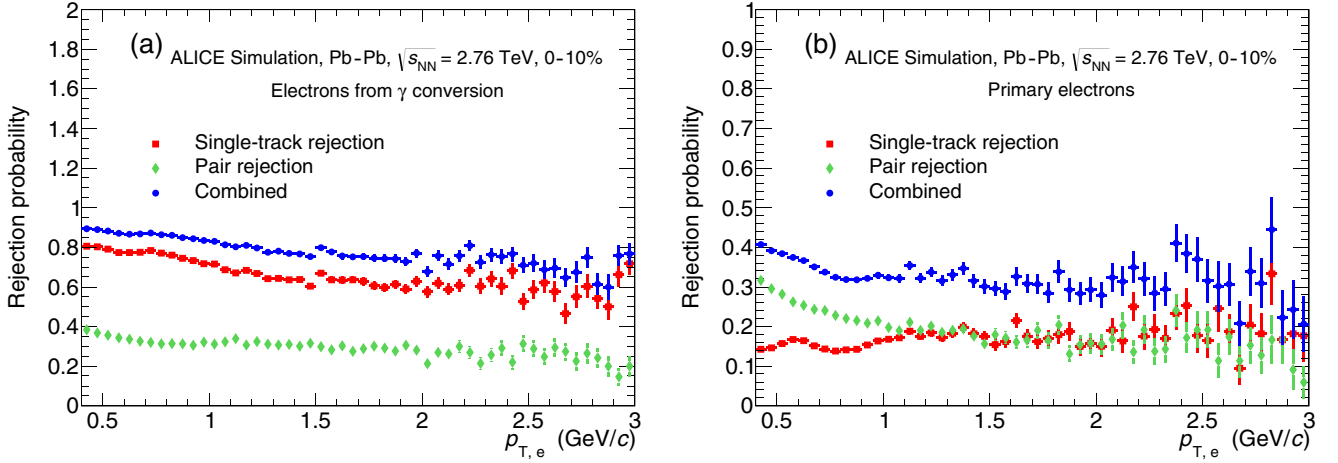 (a)
ALICE Simulation, Pb-Pb, √sNN = 2.76 TeV, 0-10%
Electrons from γ conversion
Single-track rejection
Pair rejection
Combined
Rejection probability
2
1.8
1.6
1.4
1.2
1
0.8
0.6
0.4
0.2
0
0.5
1
1.5
2
2.5
3
pT, e (GeV/c)
(b)
ALICE Simulation, Pb-Pb, √sNN = 2.76 TeV, 0-10%
Primary electrons
Single-track rejection
Pair rejection
Combined
Rejection probability
1
0.9
0.8
0.7
0.6
0.5
0.4
0.3
0.2
0.1
0
0.5
1
1.5
2
2.5
3
pT, e (GeV/c)